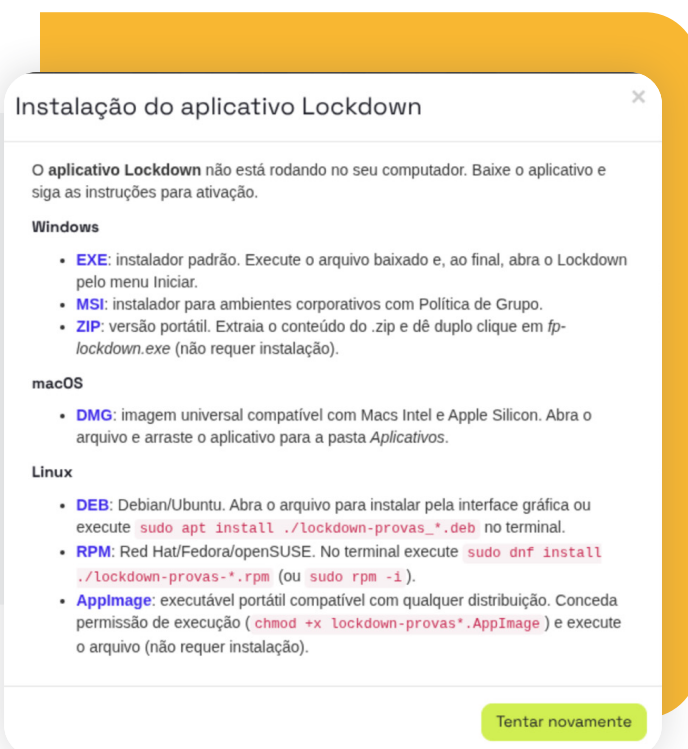 Instalação do aplicativo Lockdown
×
O aplicativo Lockdown não está rodando no seu computador. Baixe o aplicativo e
siga as instruções para ativação.
Windows
• EXE: instalador padrão. Execute o arquivo baixado e, ao final, abra o Lockdown
pelo menu Iniciar.
• MSI: instalador para ambientes corporativos com Política de Grupo.
• ZIP: versão portátil. Extraia o conteúdo do .zip e dê duplo clique em fp-
lockdown.exe (não requer instalação).
macOS
• DMG: imagem universal compatível com Macs Intel e Apple Silicon. Abra o
arquivo e arraste o aplicativo para a pasta Aplicativos.
Linux
• DEB: Debian/Ubuntu. Abra o arquivo para instalar pela interface gráfica ou
execute sudo apt install ./lockdown-provas_*.deb no terminal.
• RPM: Red Hat/Fedora/openSUSE. No terminal execute sudo dnf install
./lockdown-provas-*.rpm (ou sudo rpm -i ).
• AppImage: executável portátil compatível com qualquer distribuição. Conceda
permissão de execução ( chmod +x lockdown-provas*.AppImage ) e execute
o arquivo (não requer instalação).
Tentar novamente